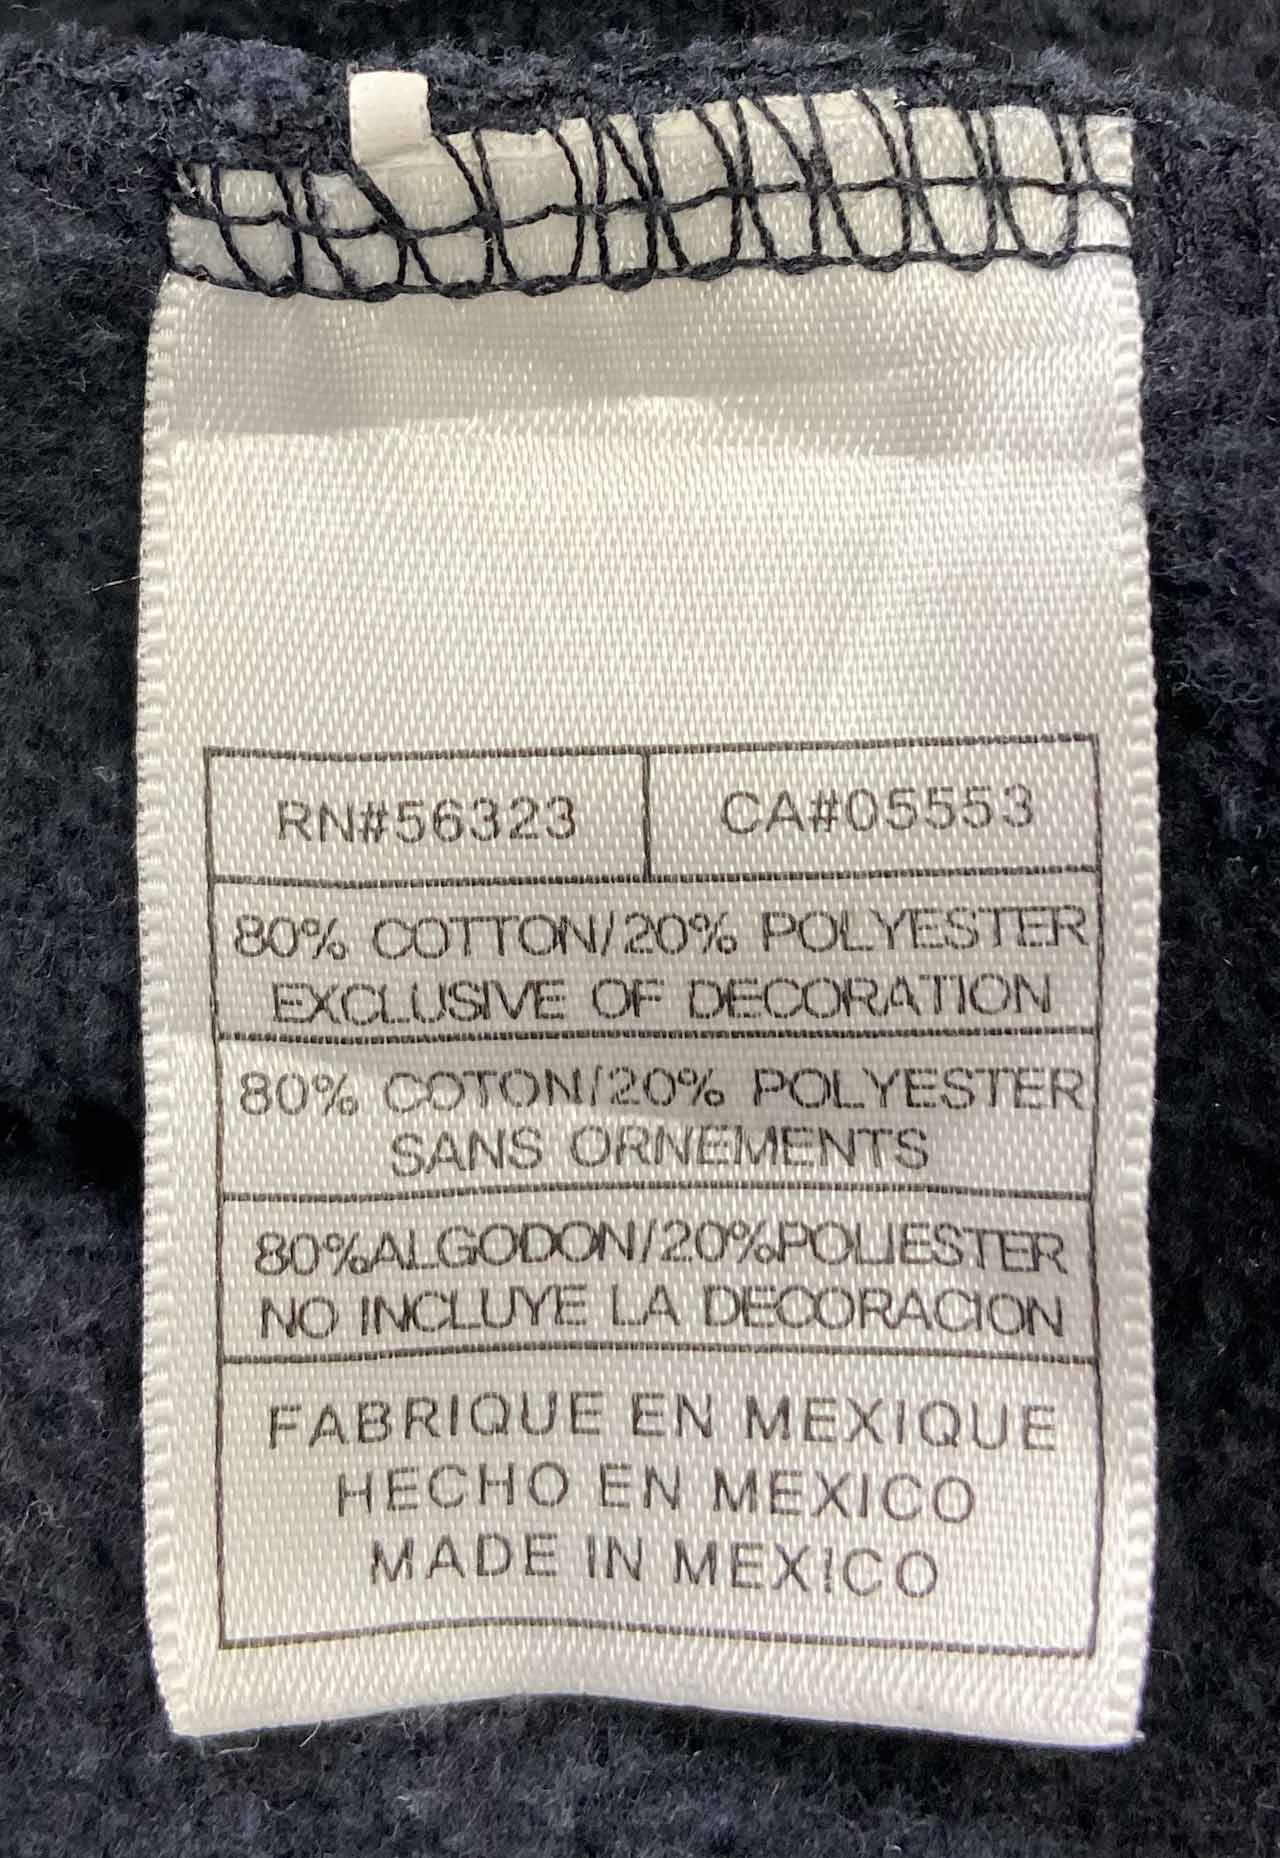 RN#56323 CA#05553
80% COTTON/20% POLYESTER
EXCLUSIVE OF DECORATION
80% COTON/20% POLYESTER
SANS ORNEMENTS
80%ALGODON/20%POLIESTER
NO INCLUYE LA DECORACION
FABRIQUE EN MEXIQUE
HECHO EN MEXICO
MADE IN MEXICO